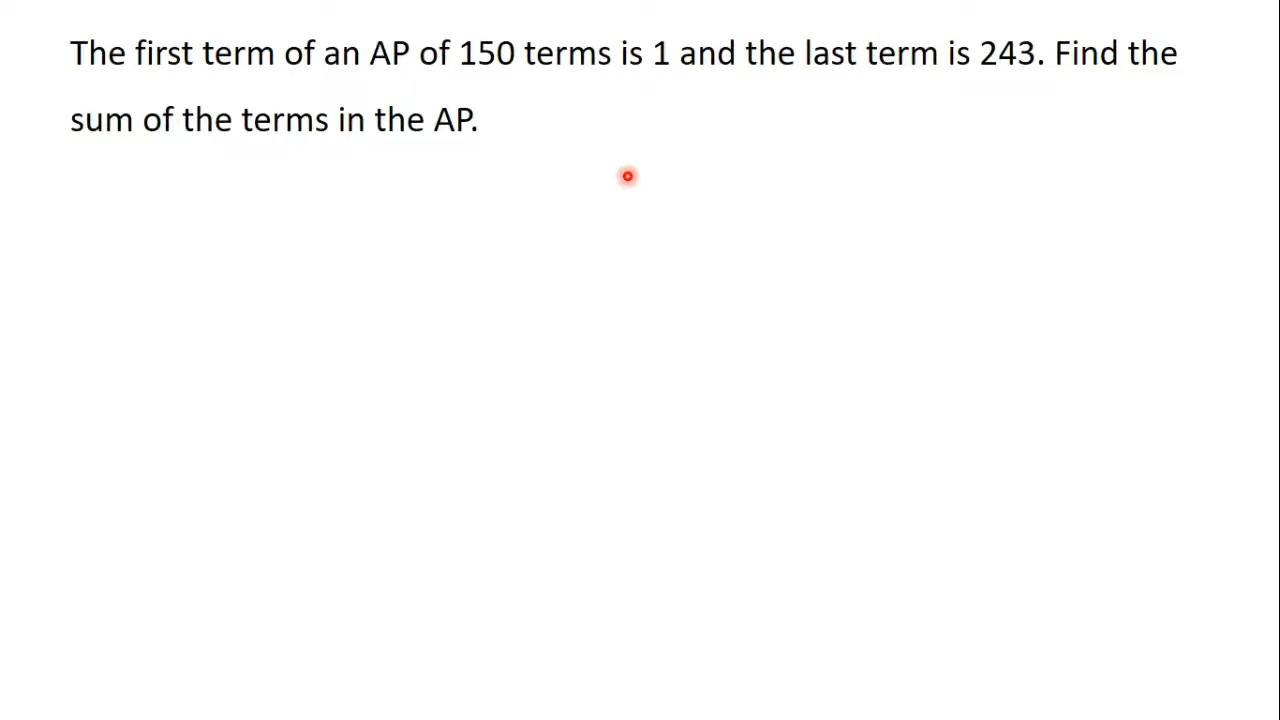 The first term of an AP of 150 terms is 1 and the last term is 243. Find the
sum of the terms in the AP.